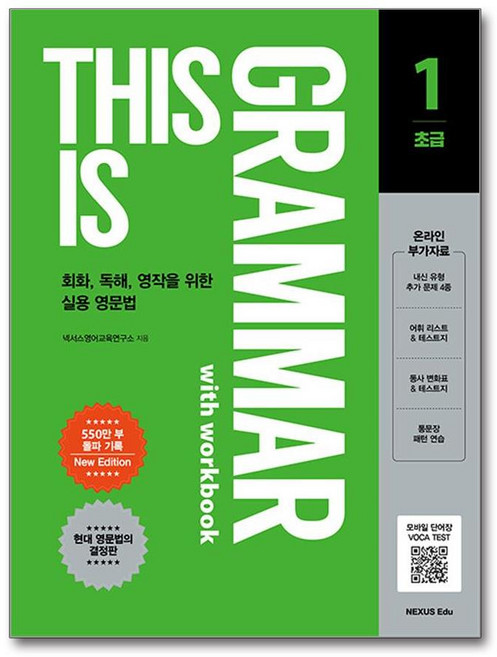 THIS
IS
GRAMMAR
with workbook
회화, 독해, 영작을 위한
실용 영문법
넥서스영어교육연구소 지음
★★★★★
550만 부
돌파 기록
New Edition
★★★★★
★★★★★
현대 영문법의
결정판
★★★★★
1
초급
온라인
부가자료
내신 유형
추가 문제 4종
어휘 리스트
& 테스트지
동사 변화표
& 테스트지
통문장
패턴 연습
모바일 단어장
VOCA TEST
NEXUS Edu